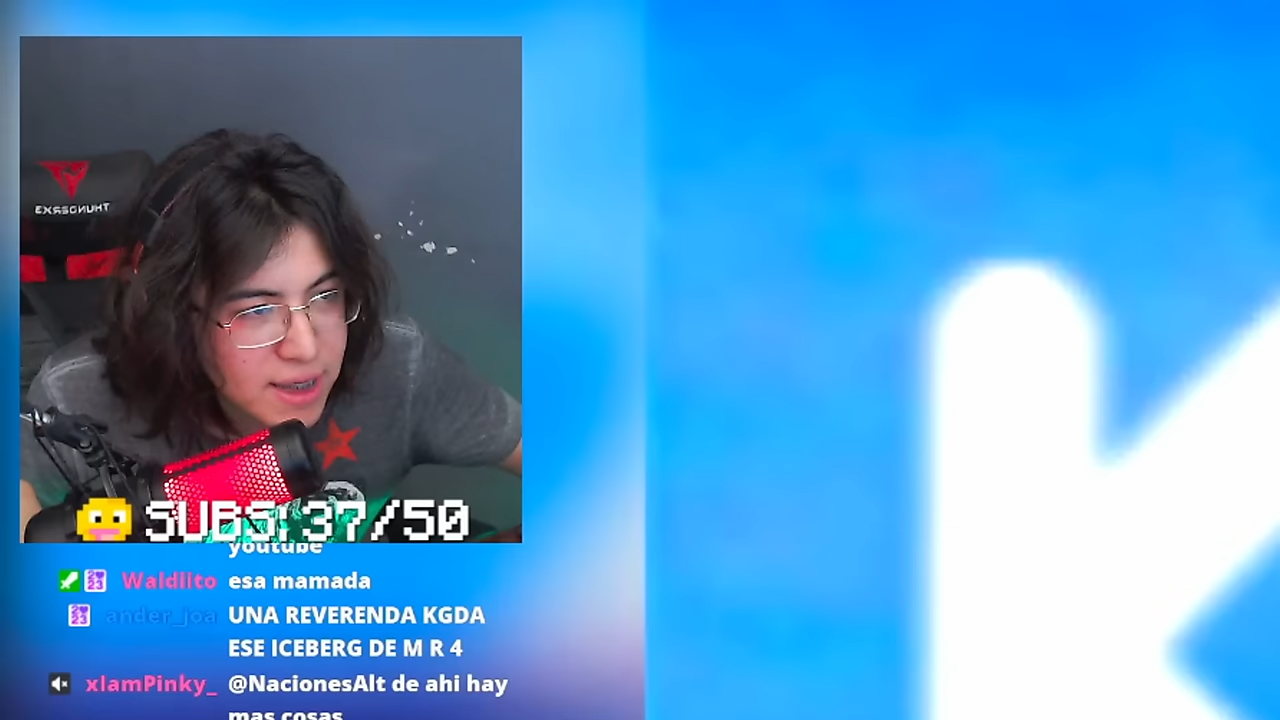 THUNDERX3
SUBS:37/50
youtube
Waldlito esa mamada
ander_joa UNA REVERENDA KGDA
ESE ICEBERG DE M R 4
xlamPinky_ @NacionesAlt de ahi hay
mas cosas
K